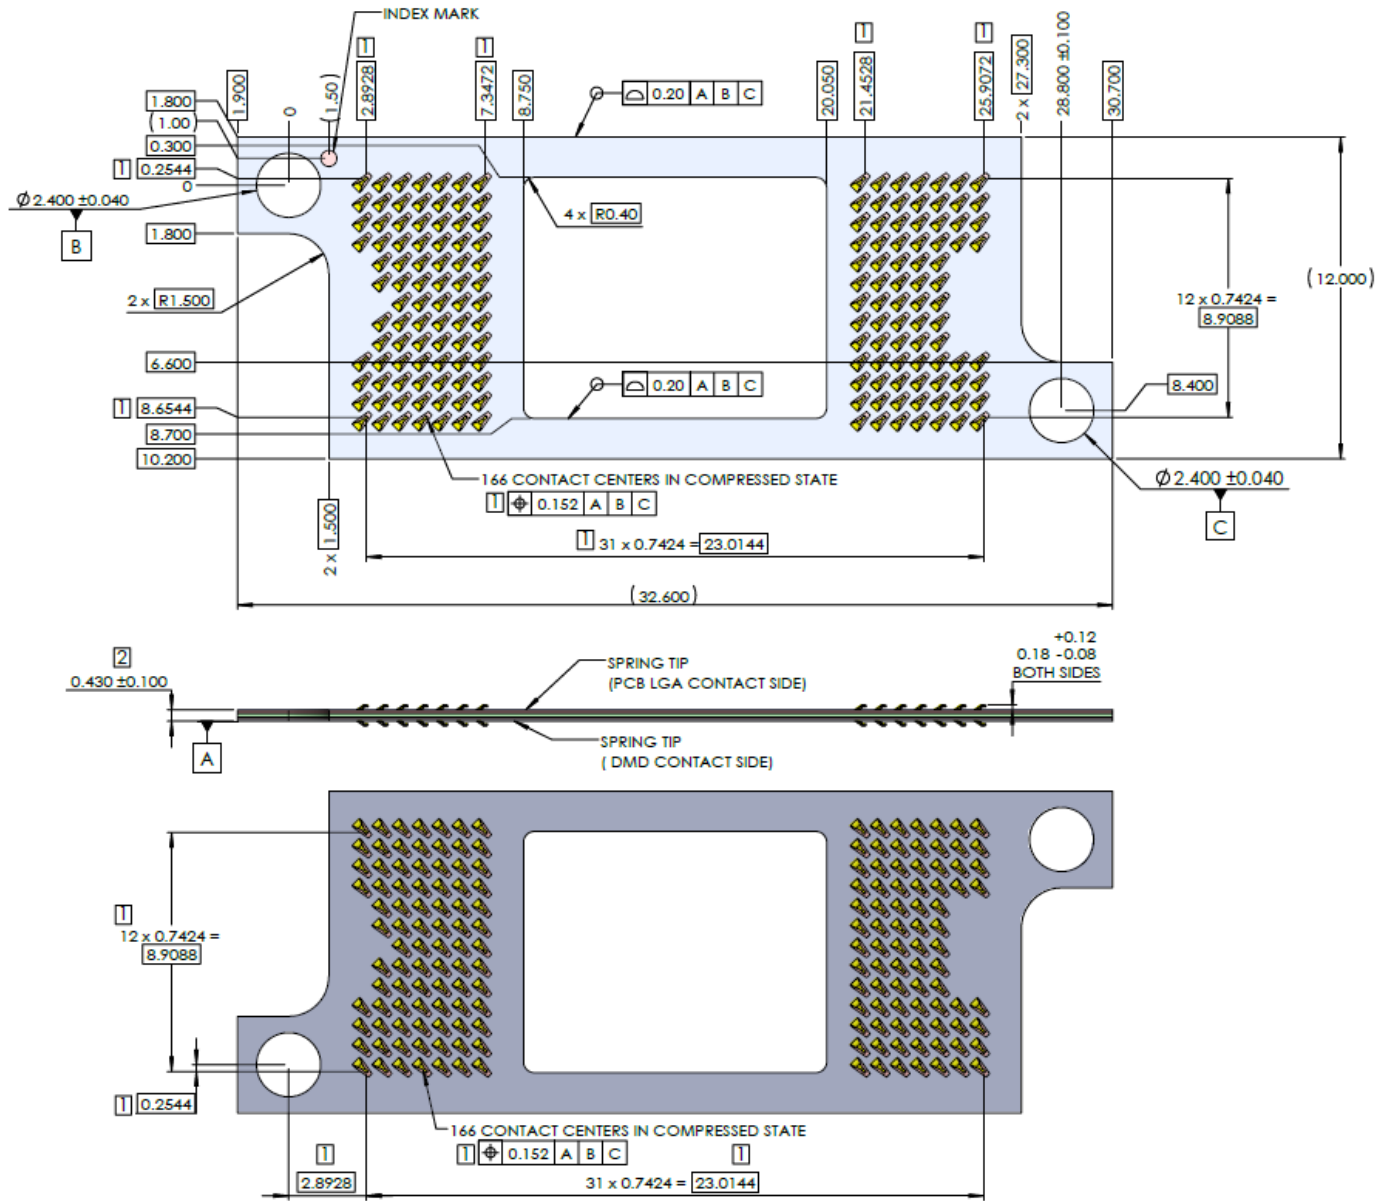 INDEX MARK
1
1
1
1
1.900
0
(1.50)
2.8928
7.3472
8.750
20.050
21.4528
25.9072
2 x 27.300
28.800 ±0.100
30.700
0.20 A B C
1.800
(1.00)
0.300
1 0.2544
0
Ø 2.400 ±0.040
B
1.800
4 x R0.40
2 x R1.500
(12.000)
12 x 0.7424 =
8.9088
6.600
0.20 A B C
8.400
1 8.6544
8.700
10.200
Ø 2.400 ±0.040
C
166 CONTACT CENTERS IN COMPRESSED STATE
1 ⌖ 0.152 A B C
2 x 1.500
1 31 x 0.7424 = 23.0144
(32.600)
2
0.430 ±0.100
SPRING TIP
(PCB LGA CONTACT SIDE)
+0.12
0.18 -0.08
BOTH SIDES
A
SPRING TIP
( DMD CONTACT SIDE)
1
12 x 0.7424 =
8.9088
1 0.2544
166 CONTACT CENTERS IN COMPRESSED STATE
1 ⌖ 0.152 A B C
1
2.8928
1
31 x 0.7424 = 23.0144